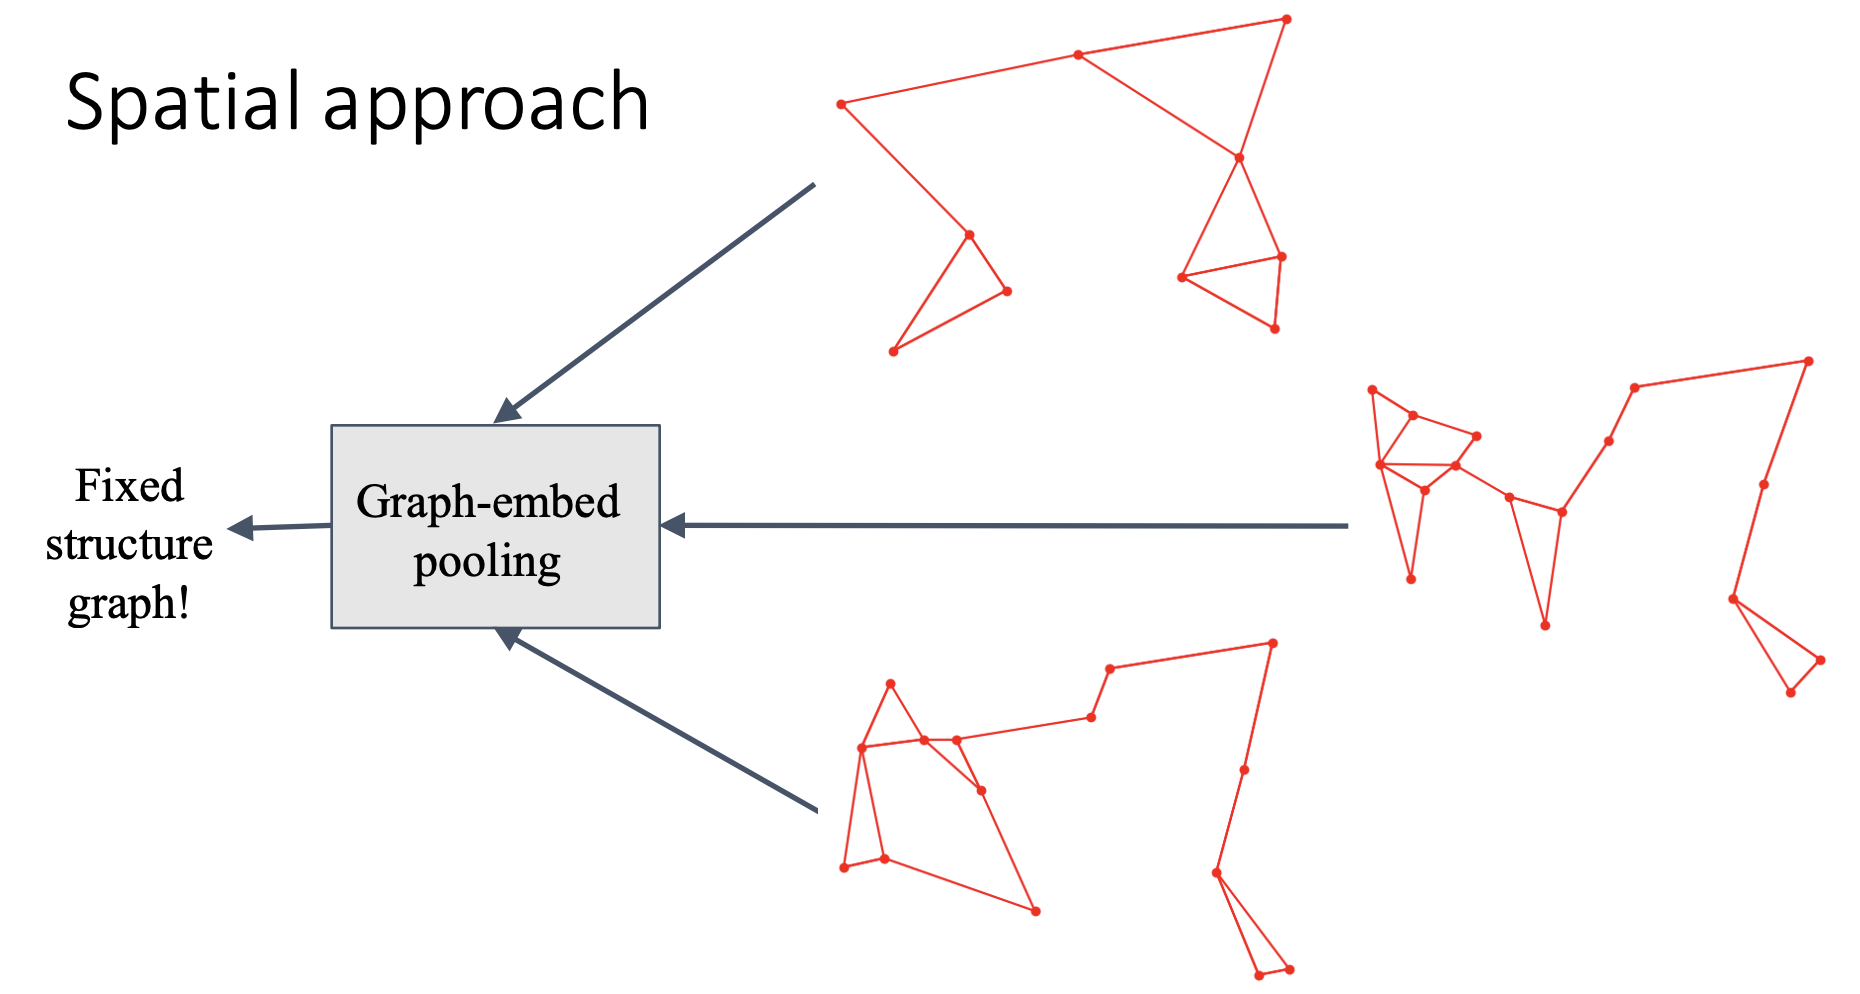 Spatial approach
Fixed
structure
graph!
Graph-embed
pooling